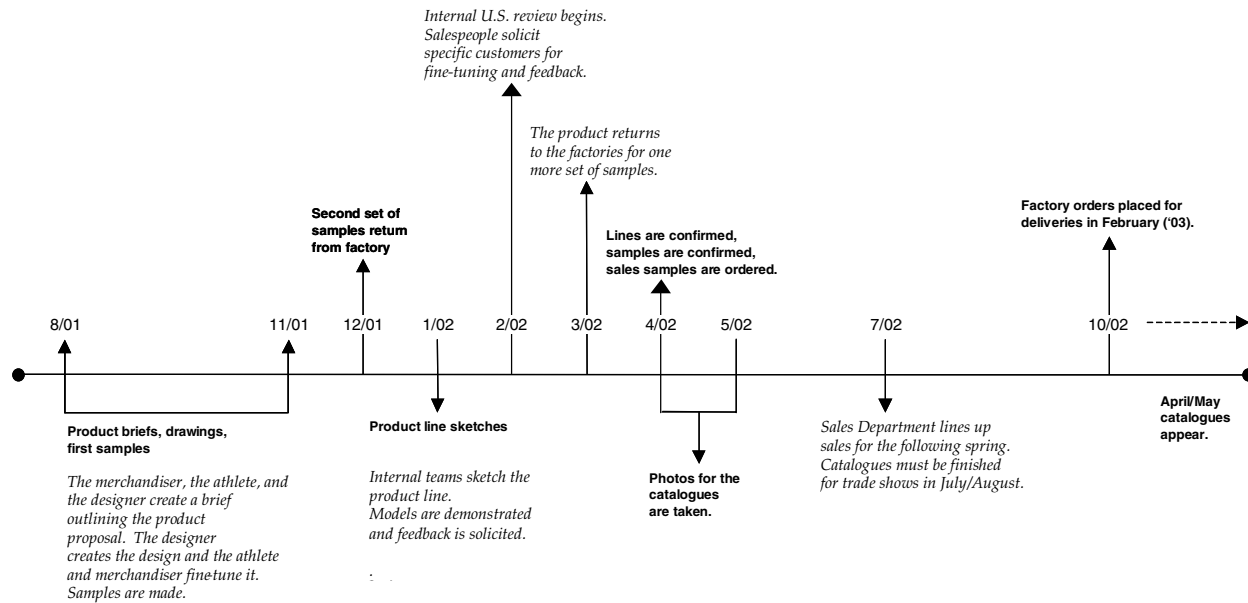 Internal U.S. review begins.
Salespeople solicit
specific customers for
fine-tuning and feedback.
The product returns
to the factories for one
more set of samples.
Second set of
samples return
from factory
Lines are confirmed,
samples are confirmed,
sales samples are ordered.
Factory orders placed for
deliveries in February (‘03).
8/01
11/01
12/01
1/02
2/02
3/02
4/02
5/02
7/02
10/02
Product briefs, drawings,
first samples
The merchandiser, the athlete, and
the designer create a brief
outlining the product
proposal. The designer
creates the design and the athlete
and merchandiser fine-tune it.
Samples are made.
Product line sketches
Internal teams sketch the
product line.
Models are demonstrated
and feedback is solicited.
Photos for the
catalogues
are taken.
Sales Department lines up
sales for the following spring.
Catalogues must be finished
for trade shows in July/August.
April/May
catalogues
appear.